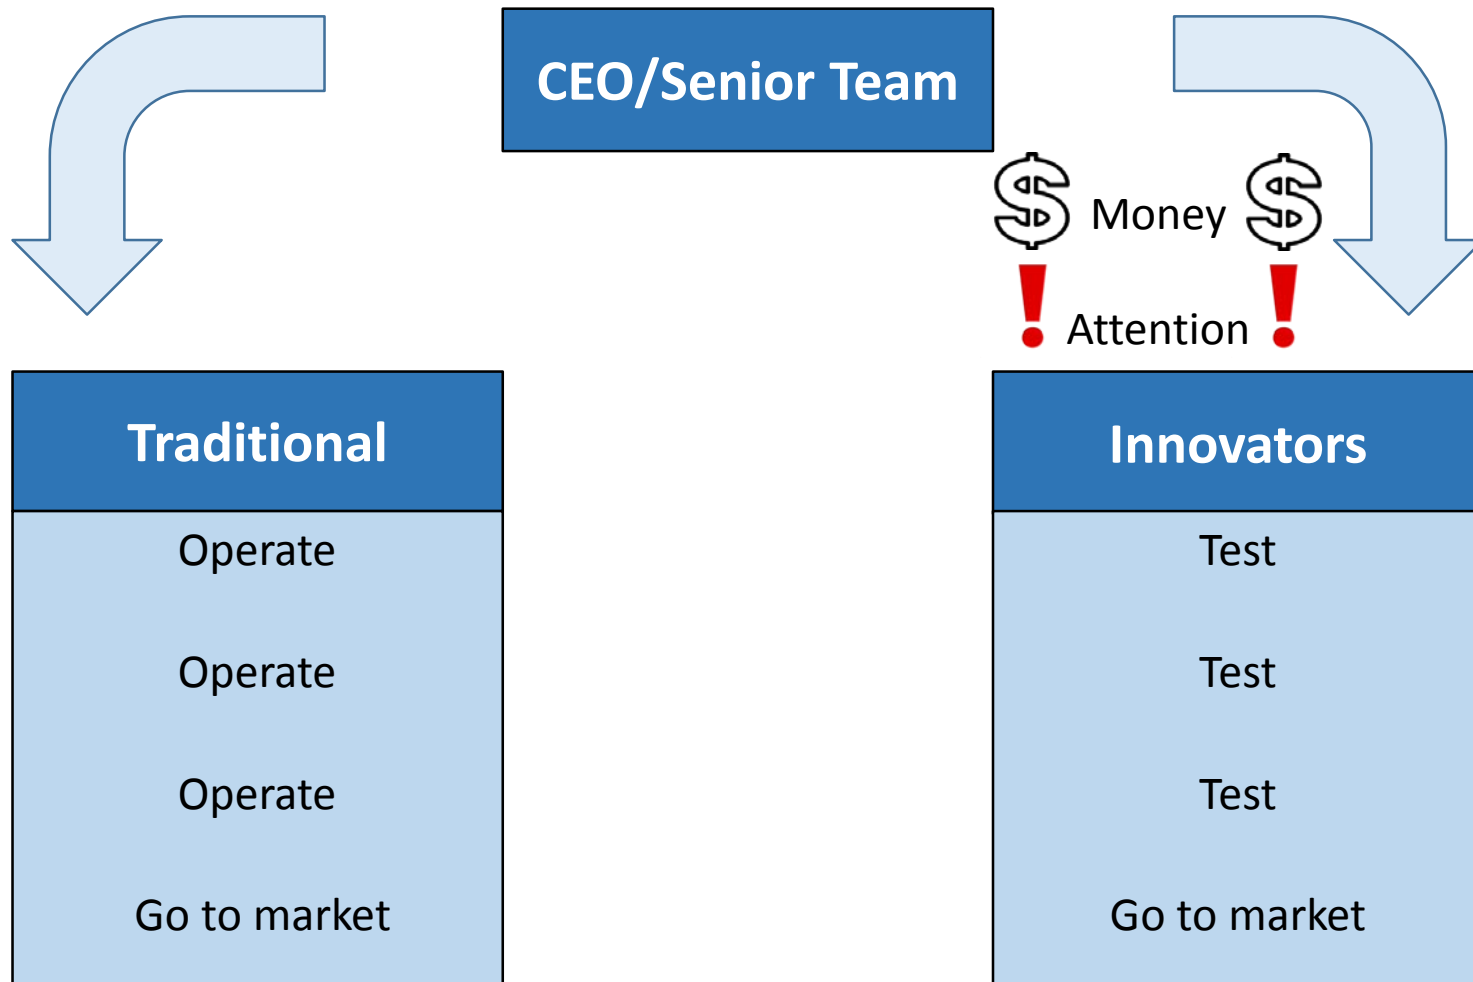 CEO/Senior Team
$ Money $
! Attention !
Traditional
Operate
Operate
Operate
Go to market
Innovators
Test
Test
Test
Go to market